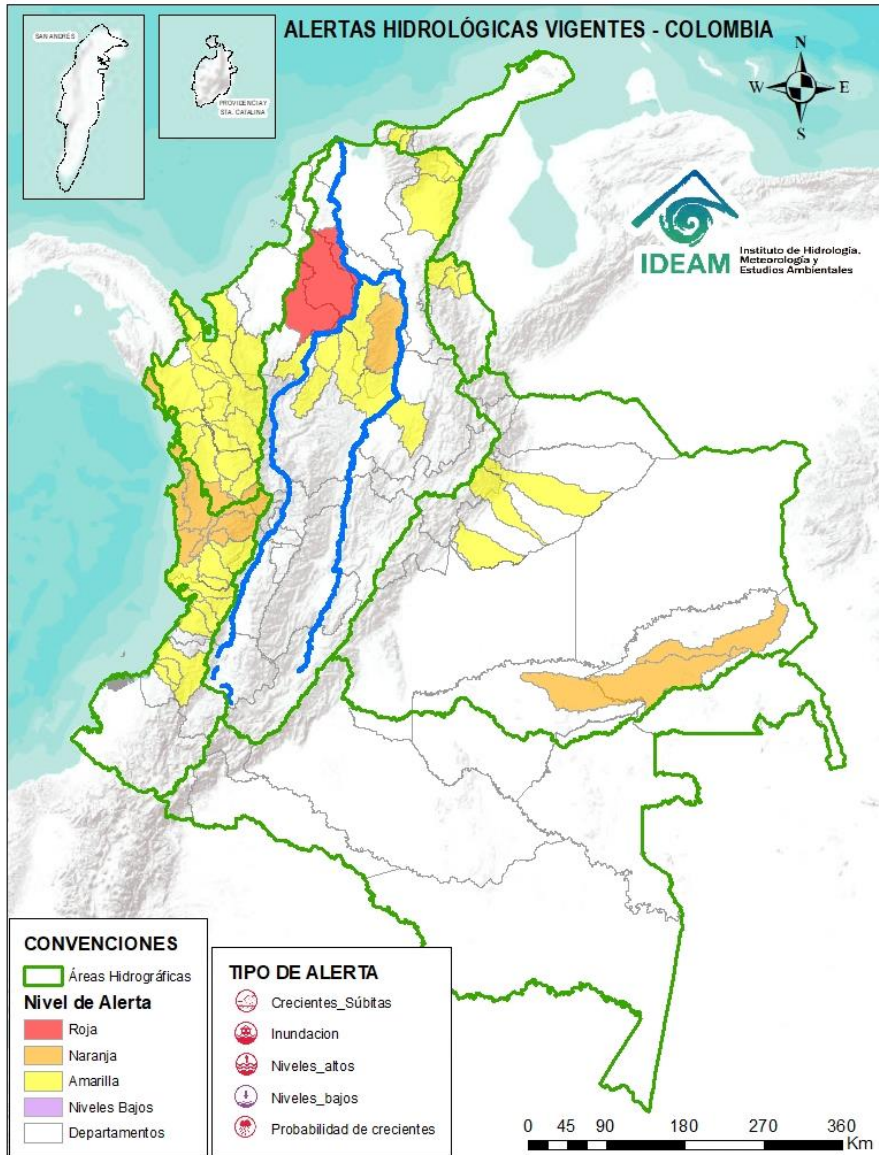 ALERTAS HIDROLÓGICAS VIGENTES - COLOMBIA
SAN ANDRÉS
PROVIDENCIA Y
STA. CATALINA
N
W
E
S
IDEAM
Instituto de Hidrología,
Meteorología y
Estudios Ambientales
CONVENCIONES
Áreas Hidrográficas
Nivel de Alerta
Roja
Naranja
Amarilla
Niveles Bajos
Departamentos
TIPO DE ALERTA
Crecientes_Súbitas
Inundacion
Niveles_altos
Niveles_bajos
Probabilidad de crecientes
0 45 90 180 270 360
Km